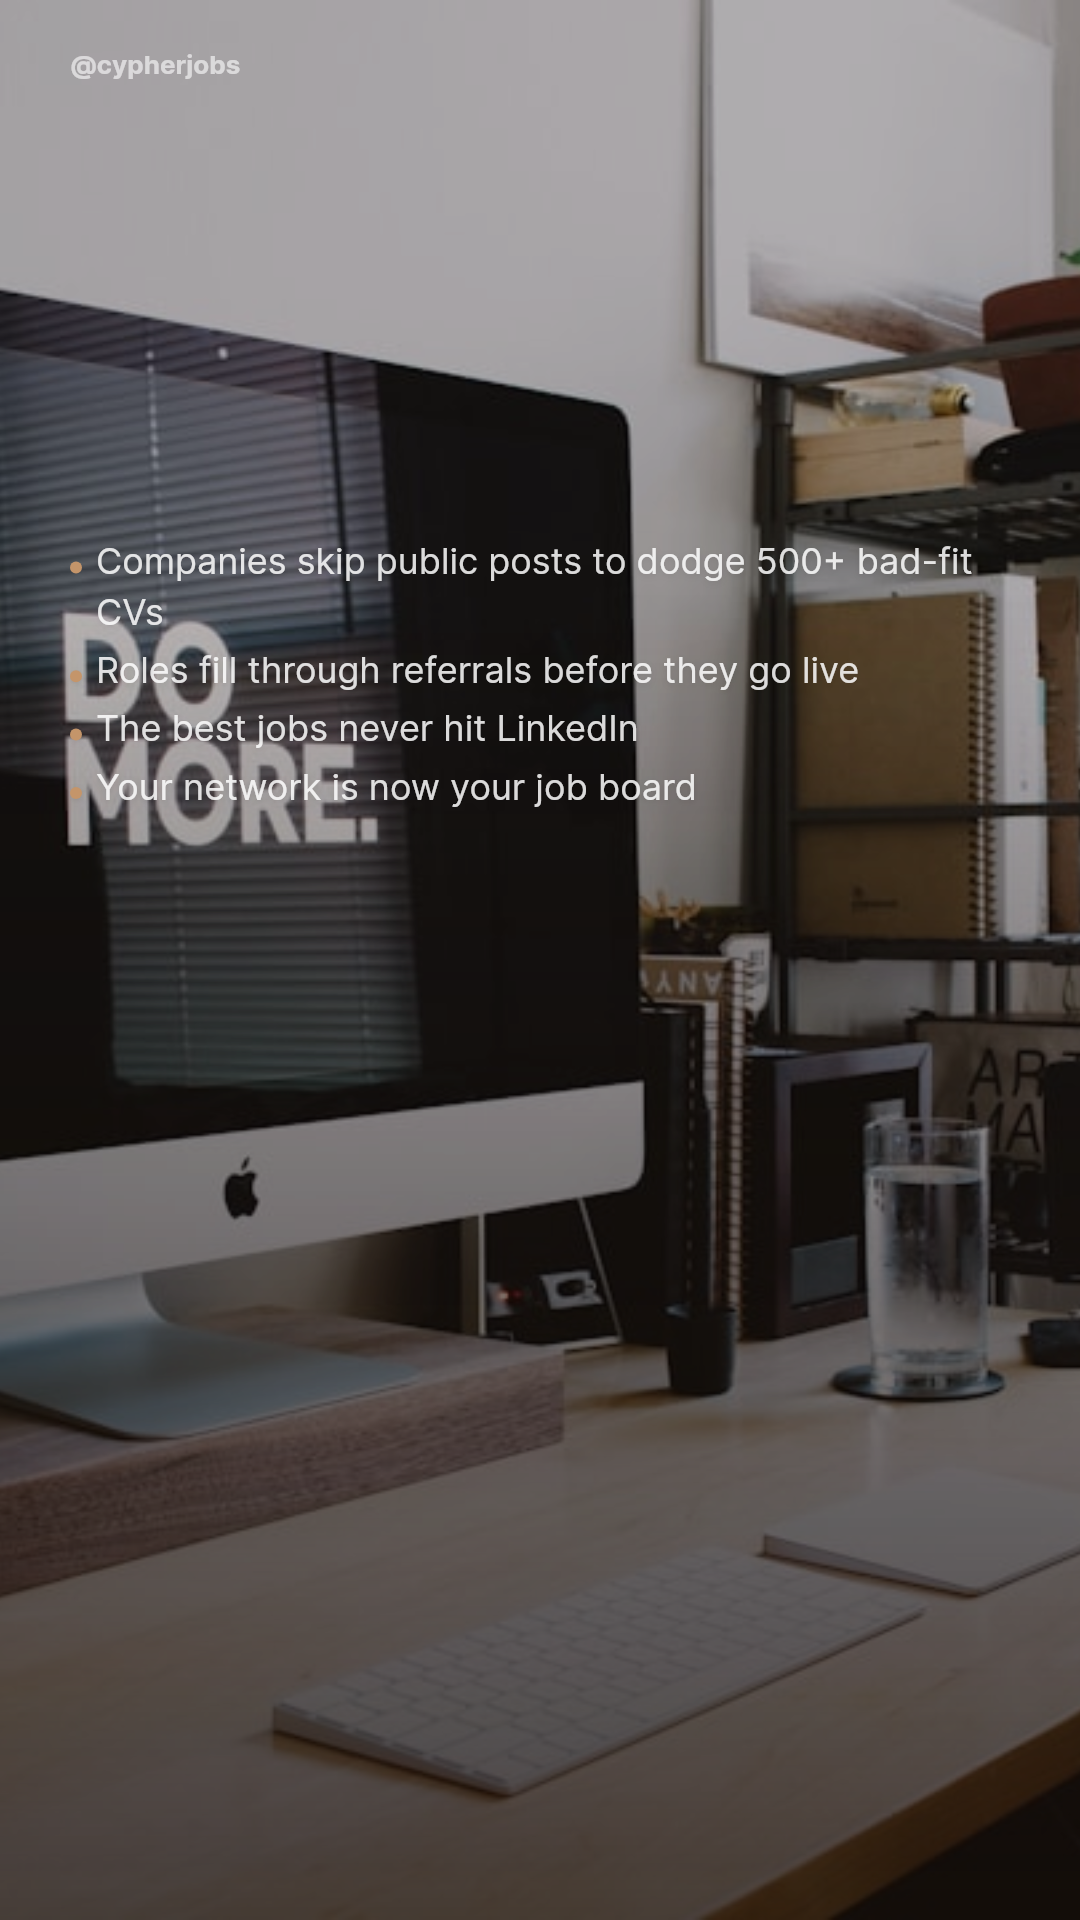 @cypherjobs
Companies skip public posts to dodge 500+ bad-fit
CVs
Roles fill through referrals before they go live
The best jobs never hit LinkedIn
Your network is now your job board
DO
MORE.
ANY
AR
MA